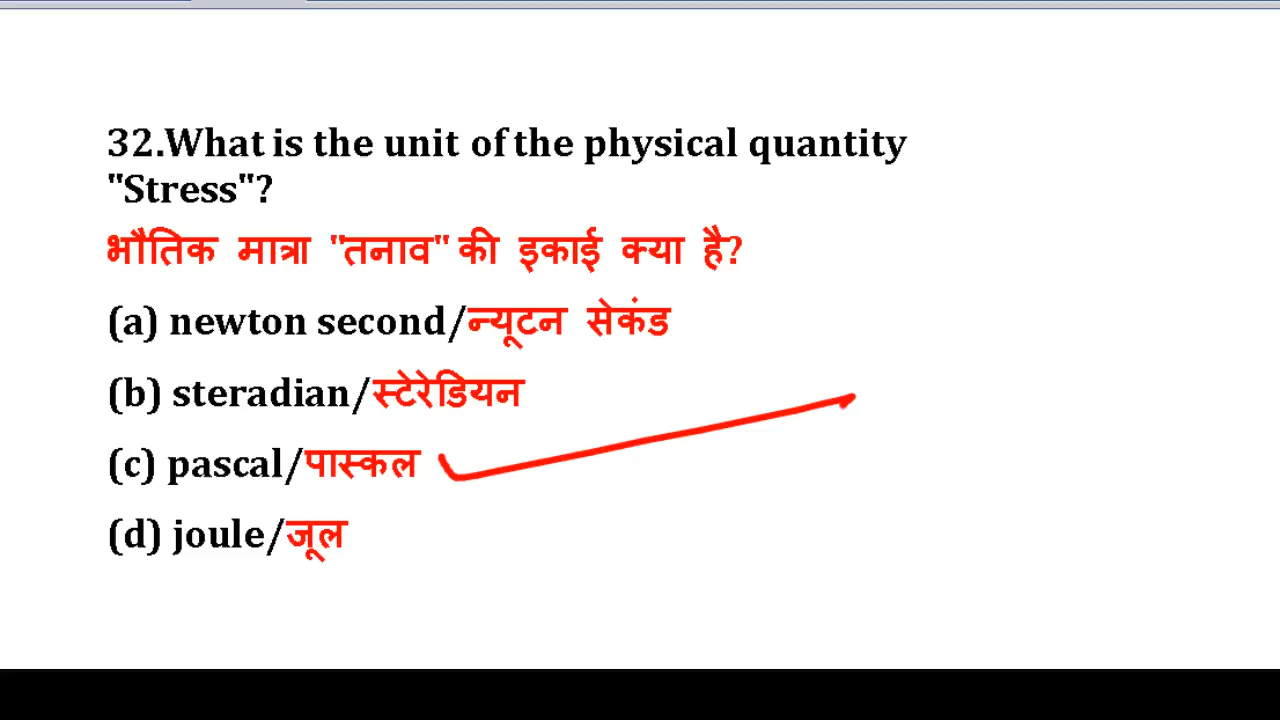 32.What is the unit of the physical quantity
"Stress"?
भौतिक मात्रा "तनाव" की इकाई क्या है?
(a) newton second/न्यूटन सेकंड
(b) steradian/स्टेरेडियन
(c) pascal/पास्कल
(d) joule/जूल